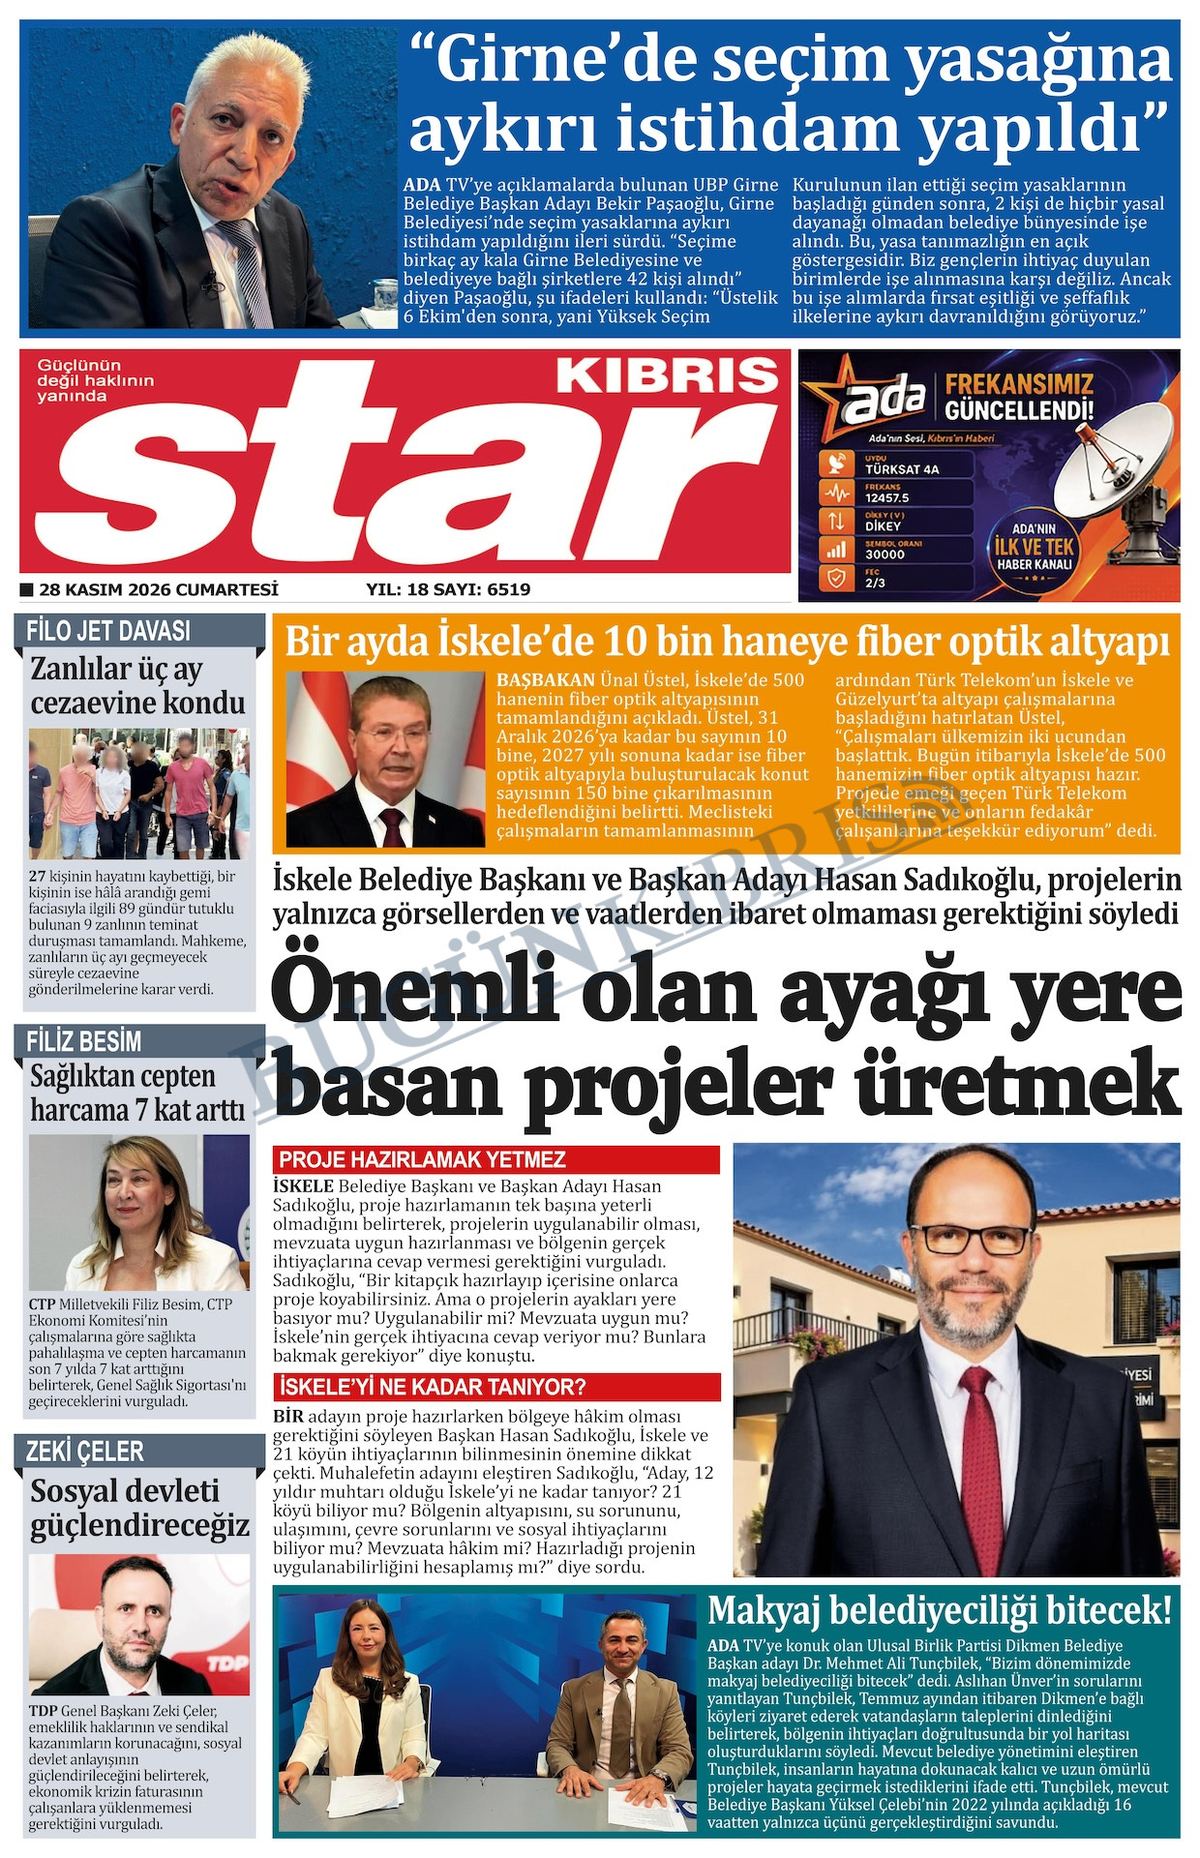 “Girne’de seçim yasağına
aykırı istihdam yapıldı”
ADA TV’ye açıklamalarda bulunan UBP Girne
Belediye Başkan Adayı Bekir Paşaoğlu, Girne
Belediyesi’nde seçim yasaklarına aykırı
istihdam yapıldığını ileri sürdü. “Seçime
birkaç ay kala Girne Belediyesine ve
belediyeye bağlı şirketlere 42 kişi alındı”
diyen Paşaoğlu, şu ifadeleri kullandı: “Üstelik
6 Ekim'den sonra, yani Yüksek Seçim
Kurulunun ilan ettiği seçim yasaklarının
başladığı günden sonra, 2 kişi de hiçbir yasal
dayanağı olmadan belediye bünyesinde işe
alındı. Bu, yasa tanımazlığın en açık
göstergesidir. Biz gençlerin ihtiyaç duyulan
birimlerde işe alınmasına karşı değiliz. Ancak
bu işe alımlarda fırsat eşitliği ve şeffaflık
ilkelerine aykırı davranıldığını görüyoruz.”
Güçlünün
değil haklının
yanında
KIBRIS
star
ada
FREKANSIMIZ
GÜNCELLENDİ!
Ada'nın Sesi, Kıbrıs'ın Haberi
UYDU
TÜRKSAT 4A
FREKANS
12457.5
DİKEY (V)
DİKEY
SEMBOL ORANI
30000
FEC
2/3
ADA'NIN
İLK VE TEK
HABER KANALI
28 KASIM 2026 CUMARTESİ
YIL: 18 SAYI: 6519
FİLO JET DAVASI
Zanlılar üç ay
cezaevine kondu
27 kişinin hayatını kaybettiği, bir
kişinin ise hâlâ arandığı gemi
faciasıyla ilgili 89 gündür tutuklu
bulunan 9 zanlının teminat
duruşması tamamlandı. Mahkeme,
zanlıların üç ayı geçmeyecek
süreyle cezaevine
gönderilmelerine karar verdi.
FİLİZ BESİM
Sağlıktan cepten
harcama 7 kat arttı
CTP Milletvekili Filiz Besim, CTP
Ekonomi Komitesi’nin
çalışmalarına göre sağlıkta
pahalılaşma ve cepten harcamanın
son 7 yılda 7 kat arttığını
belirterek, Genel Sağlık Sigortası'nı
geçireceklerini vurguladı.
ZEKİ ÇELER
Sosyal devleti
güçlendireceğiz
TDP
TDP Genel Başkanı Zeki Çeler,
emeklilik haklarının ve sendikal
kazanımların korunacağını, sosyal
devlet anlayışının
güçlendirileceğini belirterek,
ekonomik krizin faturasının
çalışanlara yüklenmemesi
gerektiğini vurguladı.
Bir ayda İskele’de 10 bin haneye fiber optik altyapı
BAŞBAKAN Ünal Üstel, İskele’de 500
hanenin fiber optik altyapısının
tamamlandığını açıkladı. Üstel, 31
Aralık 2026’ya kadar bu sayının 10
bine, 2027 yılı sonuna kadar ise fiber
optik altyapıyla buluşturulacak konut
sayısının 150 bine çıkarılmasının
hedeflendiğini belirtti. Meclisteki
çalışmaların tamamlanmasının
ardından Türk Telekom’un İskele ve
Güzelyurt’ta altyapı çalışmalarına
başladığını hatırlatan Üstel,
“Çalışmaları ülkemizin iki ucundan
başlattık. Bugün itibarıyla İskele’de 500
hanemizin fiber optik altyapısı hazır.
Projede emeği geçen Türk Telekom
yetkililerine ve onların fedakâr
çalışanlarına teşekkür ediyorum” dedi.
BUGÜNKIBRIS
İskele Belediye Başkanı ve Başkan Adayı Hasan Sadıkoğlu, projelerin
yalnızca görsellerden ve vaatlerden ibaret olmaması gerektiğini söyledi
Önemli olan ayağı yere
basan projeler üretmek
PROJE HAZIRLAMAK YETMEZ
İSKELE Belediye Başkanı ve Başkan Adayı Hasan
Sadıkoğlu, proje hazırlamanın tek başına yeterli
olmadığını belirterek, projelerin uygulanabilir olması,
mevzuata uygun hazırlanması ve bölgenin gerçek
ihtiyaçlarına cevap vermesi gerektiğini vurguladı.
Sadıkoğlu, “Bir kitapçık hazırlayıp içerisine onlarca
proje koyabilirsiniz. Ama o projelerin ayakları yere
basıyor mu? Uygulanabilir mi? Mevzuata uygun mu?
İskele’nin gerçek ihtiyacına cevap veriyor mu? Bunlara
bakmak gerekiyor” diye konuştu.
İSKELE’Yİ NE KADAR TANIYOR?
BİR adayın proje hazırlarken bölgeye hâkim olması
gerektiğini söyleyen Başkan Hasan Sadıkoğlu, İskele ve
21 köyün ihtiyaçlarının bilinmesinin önemine dikkat
çekti. Muhalefetin adayını eleştiren Sadıkoğlu, “Aday, 12
yıldır muhtarı olduğu İskele’yi ne kadar tanıyor? 21
köyü biliyor mu? Bölgenin altyapısını, su sorununu,
ulaşımını, çevre sorunlarını ve sosyal ihtiyaçlarını
biliyor mu? Mevzuata hâkim mi? Hazırladığı projenin
uygulanabilirliğini hesaplamış mı?” diye sordu.
İYESİ
RİMİ
Makyaj belediyeciliği bitecek!
ADA TV’ye konuk olan Ulusal Birlik Partisi Dikmen Belediye
Başkan adayı Dr. Mehmet Ali Tunçbilek, “Bizim dönemimizde
makyaj belediyeciliği bitecek” dedi. Aslıhan Ünver’in sorularını
yanıtlayan Tunçbilek, Temmuz ayından itibaren Dikmen’e bağlı
köyleri ziyaret ederek vatandaşların taleplerini dinlediğini
belirterek, bölgenin ihtiyaçları doğrultusunda bir yol haritası
oluşturduklarını söyledi. Mevcut belediye yönetimini eleştiren
Tunçbilek, insanların hayatına dokunacak kalıcı ve uzun ömürlü
projeler hayata geçirmek istediklerini ifade etti. Tunçbilek, mevcut
Belediye Başkanı Yüksel Çelebi’nin 2022 yılında açıkladığı 16
vaatten yalnızca üçünü gerçekleştirdiğini savundu.